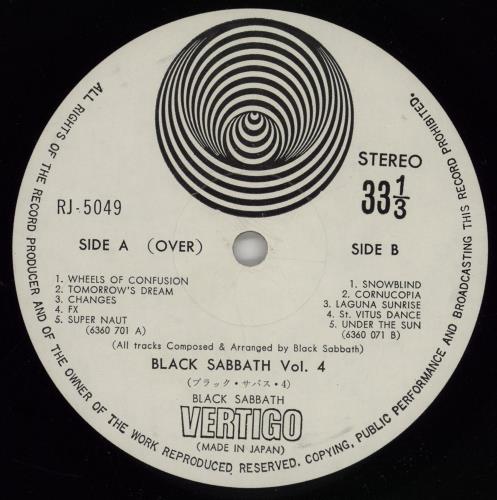 ALL RIGHTS OF THE RECORD PRODUCER AND OF THE OWNER OF THE WORK REPRODUCED RESERVED. COPYING, PUBLIC PERFORMANCE AND BROADCASTING THIS RECORD PROHIBITED.
STEREO
RJ-5049
33 1/3
SIDE A (OVER)
SIDE B
1. WHEELS OF CONFUSION
2. TOMORROW'S DREAM
3. CHANGES
4. FX
5. SUPER NAUT
(6360 701 A)
1. SNOWBLIND
2. CORNUCOPIA
3. LAGUNA SUNRISE
4. St. VITUS DANCE
5. UNDER THE SUN
(6360 071 B)
(All tracks Composed & Arranged by Black Sabbath)
BLACK SABBATH Vol. 4
(ブラック・サバス・4)
BLACK SABBATH
VERTIGO
(MADE IN JAPAN)